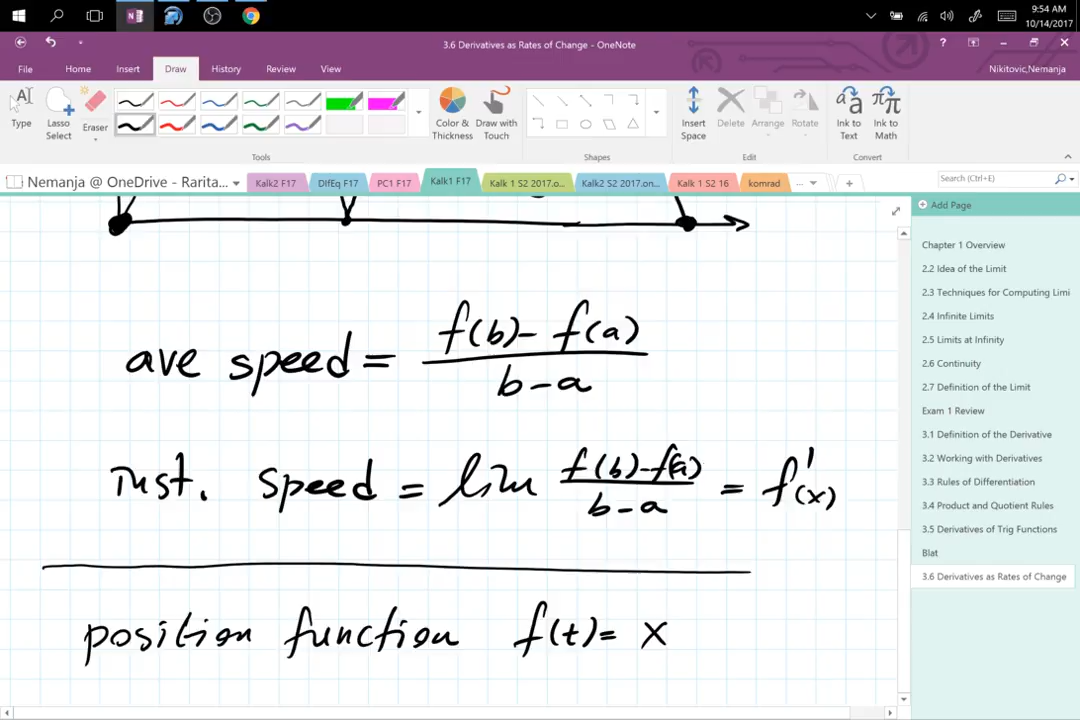 9:54 AM
10/14/2017
3.6 Derivatives as Rates of Change - OneNote
Nikitovic,Nemanja
File Home Insert Draw History Review View
Type
Lasso Select
Eraser
Color & Thickness
Draw with Touch
Insert Space
Delete
Arrange
Rotate
Ink to Text
Ink to Math
Tools
Shapes
Edit
Convert
Nemanja @ OneDrive - Rarita...
Kalk2 F17
DIfEq F17
PC1 F17
Kalk1 F17
Kalk 1 S2 2017.o...
Kalk2 S2 2017.on...
Kalk 1 S2 16
komrad
...
Search (Ctrl+E)
Add Page
Chapter 1 Overview
2.2 Idea of the Limit
2.3 Techniques for Computing Limi
2.4 Infinite Limits
2.5 Limits at Infinity
2.6 Continuity
2.7 Definition of the Limit
Exam 1 Review
3.1 Definition of the Derivative
3.2 Working with Derivatives
3.3 Rules of Differentiation
3.4 Product and Quotient Rules
3.5 Derivatives of Trig Functions
Blat
3.6 Derivatives as Rates of Change
f(b)- f(a)
ave speed =
b-a
inst. speed = lim f(b)-f(a) = f'(x)
b-a
position function f(t)= x